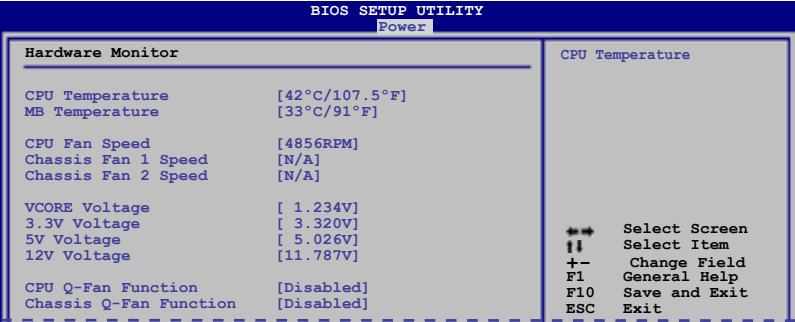 BIOS SETUP UTILITY
Power
Hardware Monitor
CPU Temperature [42°C/107.5°F]
MB Temperature [33°C/91°F]
CPU Fan Speed [4856RPM]
Chassis Fan 1 Speed [N/A]
Chassis Fan 2 Speed [N/A]
VCORE Voltage [ 1.234V]
3.3V Voltage [ 3.320V]
5V Voltage [ 5.026V]
12V Voltage [11.787V]
CPU Q-Fan Function [Disabled]
Chassis Q-Fan Function [Disabled]
CPU Temperature
←→ Select Screen
↑↓ Select Item
+- Change Field
F1 General Help
F10 Save and Exit
ESC Exit